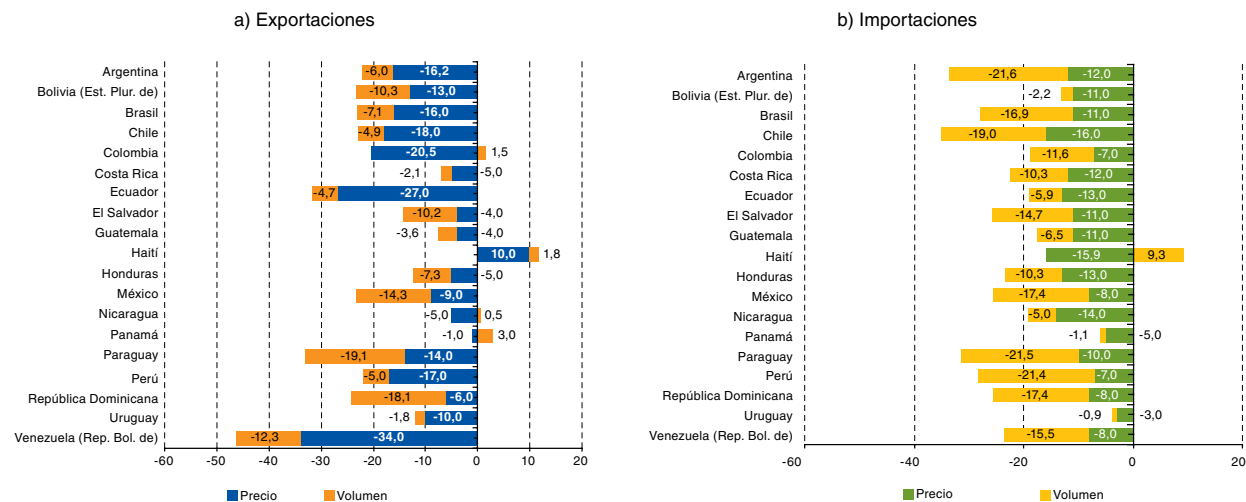 a) Exportaciones
Argentina -6,0 -16,2
Bolivia (Est. Plur. de) -10,3 -13,0
Brasil -7,1 -16,0
Chile -4,9 -18,0
Colombia -20,5 1,5
Costa Rica -2,1 -5,0
Ecuador -4,7 -27,0
El Salvador -10,2 -4,0
Guatemala -3,6 -4,0
Haití 10,0 1,8
Honduras -7,3 -5,0
México -14,3 -9,0
Nicaragua -5,0 0,5
Panamá -1,0 3,0
Paraguay -19,1 -14,0
Perú -5,0 -17,0
República Dominicana -18,1 -6,0
Uruguay -1,8 -10,0
Venezuela (Rep. Bol. de) -12,3 -34,0
-60 -50 -40 -30 -20 -10 0 10 20
Precio Volumen
b) Importaciones
Argentina -21,6 -12,0
Bolivia (Est. Plur. de) -2,2 -11,0
Brasil -16,9 -11,0
Chile -19,0 -16,0
Colombia -11,6 -7,0
Costa Rica -10,3 -12,0
Ecuador -5,9 -13,0
El Salvador -14,7 -11,0
Guatemala -6,5 -11,0
Haití -15,9 9,3
Honduras -10,3 -13,0
México -17,4 -8,0
Nicaragua -5,0 -14,0
Panamá -1,1 -5,0
Paraguay -21,5 -10,0
Perú -21,4 -7,0
República Dominicana -17,4 -8,0
Uruguay -0,9 -3,0
Venezuela (Rep. Bol. de) -15,5 -8,0
-60 -40 -20 0 20
Precio Volumen